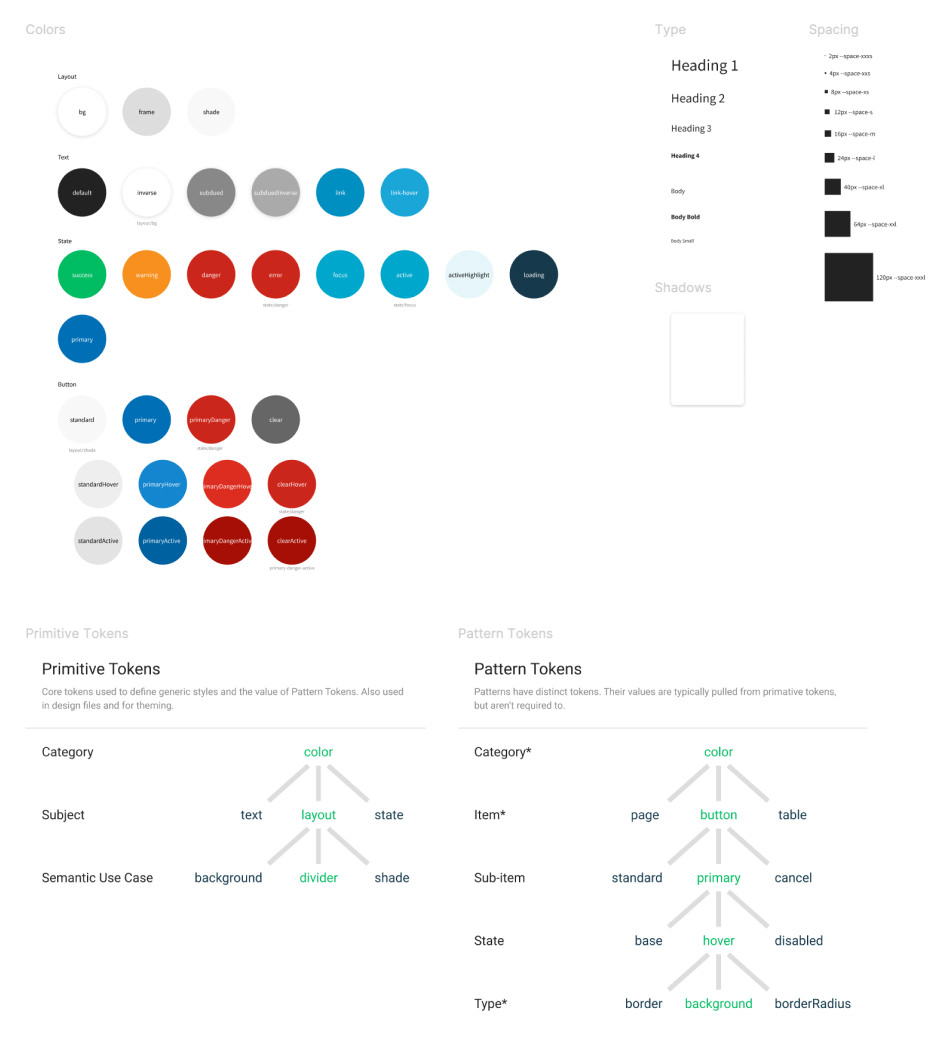 Colors
Layout
bg
frame
shade
Text
default
inverse
subdued
subduedInverse
link
link-hover
layout/bg
State
success
warning
danger
error
focus
active
activeHighlight
loading
state/danger
state/focus
primary
Button
standard
primary
primaryDanger
clear
layout/shade
state/danger
standardHover
primaryHover
imaryDangerHove
clearHover
state/danger
standardActive
primaryActive
imaryDangerActiv
clearActive
primary-danger-active
Type
Heading 1
Heading 2
Heading 3
Heading 4
Body
Body Bold
Body Small
Shadows
Spacing
2px --space-xxxs
4px --space-xxs
8px --space-xs
12px --space-s
16px --space-m
24px --space-l
40px --space-xl
64px --space-xxl
120px --space-xxxl
Primitive Tokens
Primitive Tokens
Core tokens used to define generic styles and the value of Pattern Tokens. Also used
in design files and for theming.
Category
color
Subject
text
layout
state
Semantic Use Case
background
divider
shade
Pattern Tokens
Pattern Tokens
Patterns have distinct tokens. Their values are typically pulled from primative tokens,
but aren't required to.
Category*
color
Item*
page
button
table
Sub-item
standard
primary
cancel
State
base
hover
disabled
Type*
border
background
borderRadius